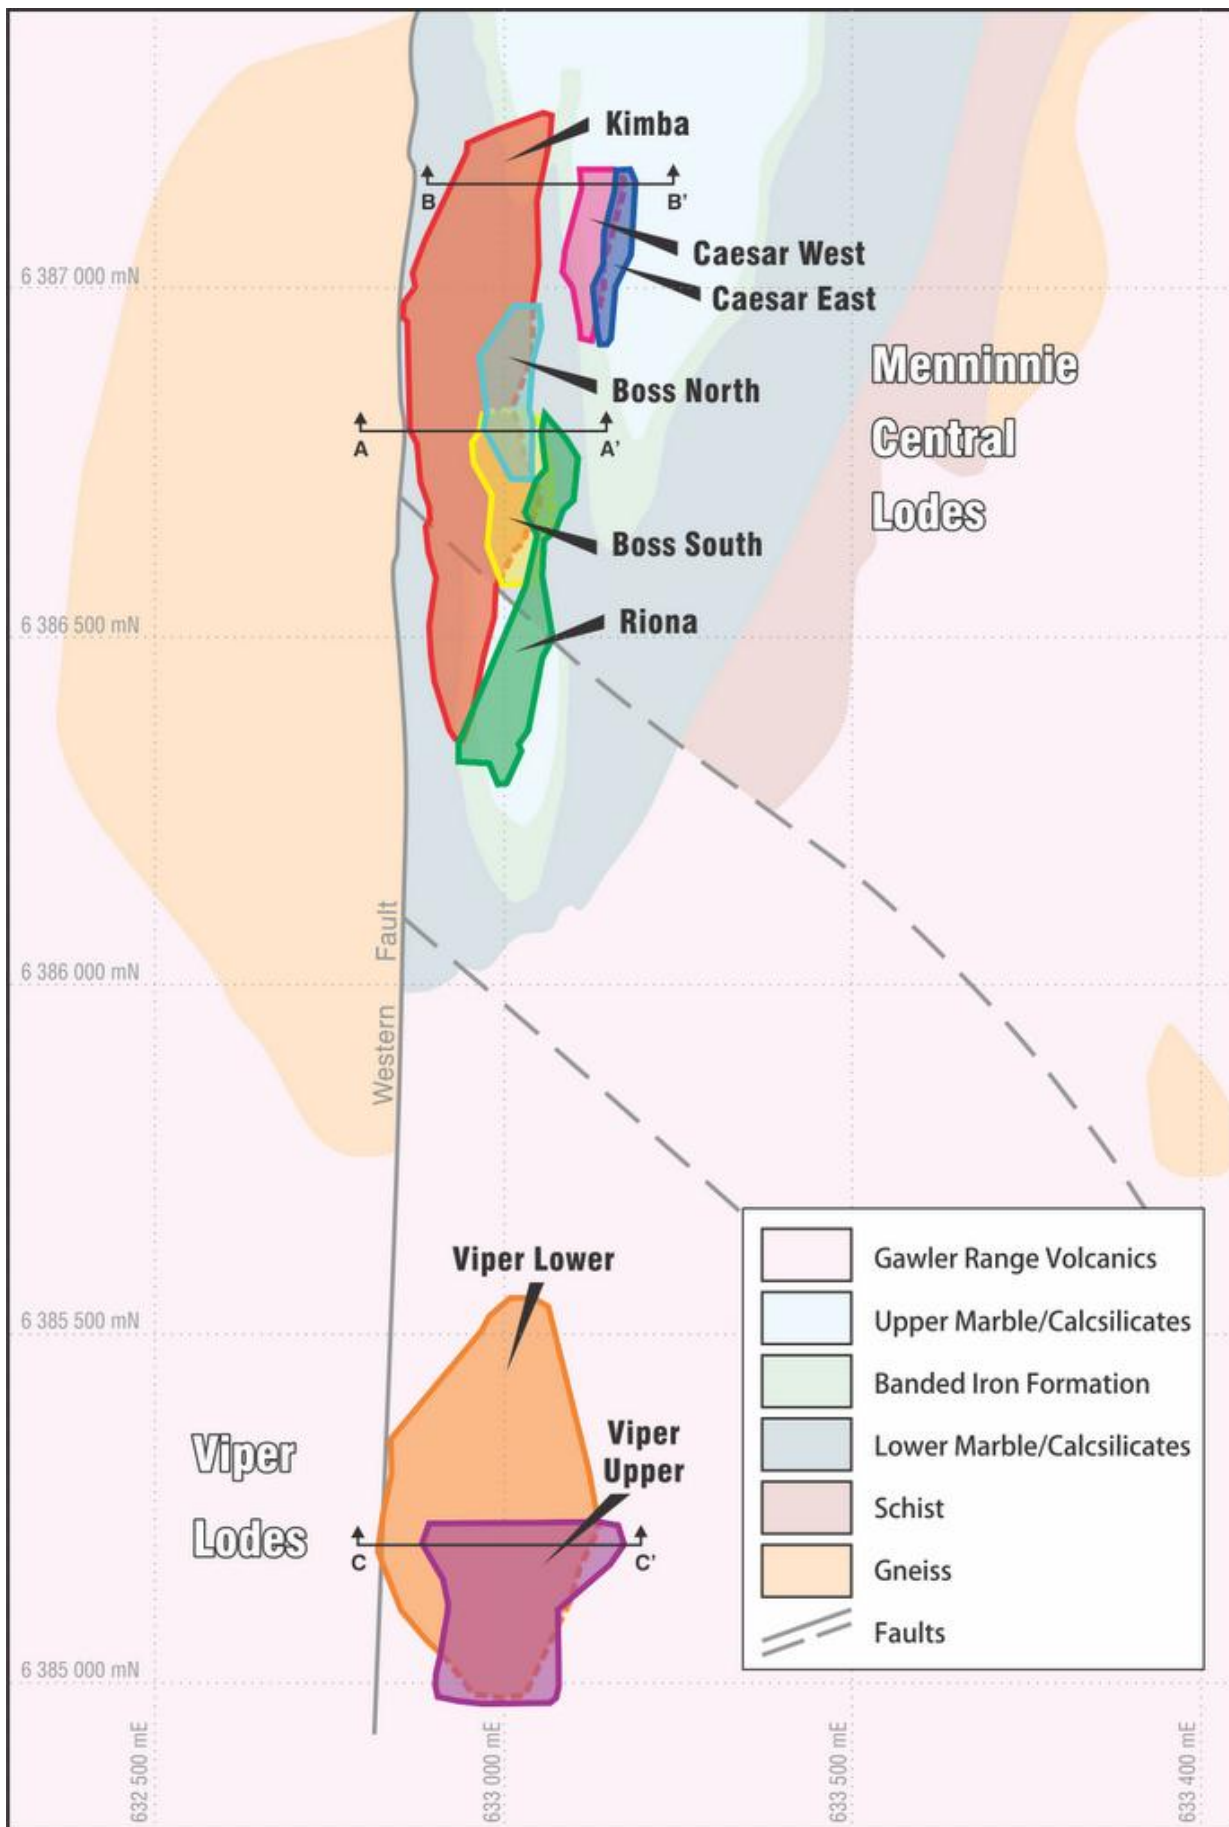 Kimba
B
B'
Caesar West
6 387 000 mN
Caesar East
Menninnie
Central
Lodes
Boss North
A
A'
Boss South
Riona
6 386 500 mN
Western Fault
6 386 000 mN
Viper Lower
6 385 500 mN
Viper
Upper
Viper
Lodes
C
C'
6 385 000 mN
632 500 mE
633 000 mE
633 500 mE
633 400 mE
Gawler Range Volcanics
Upper Marble/Calcsilicates
Banded Iron Formation
Lower Marble/Calcsilicates
Schist
Gneiss
Faults